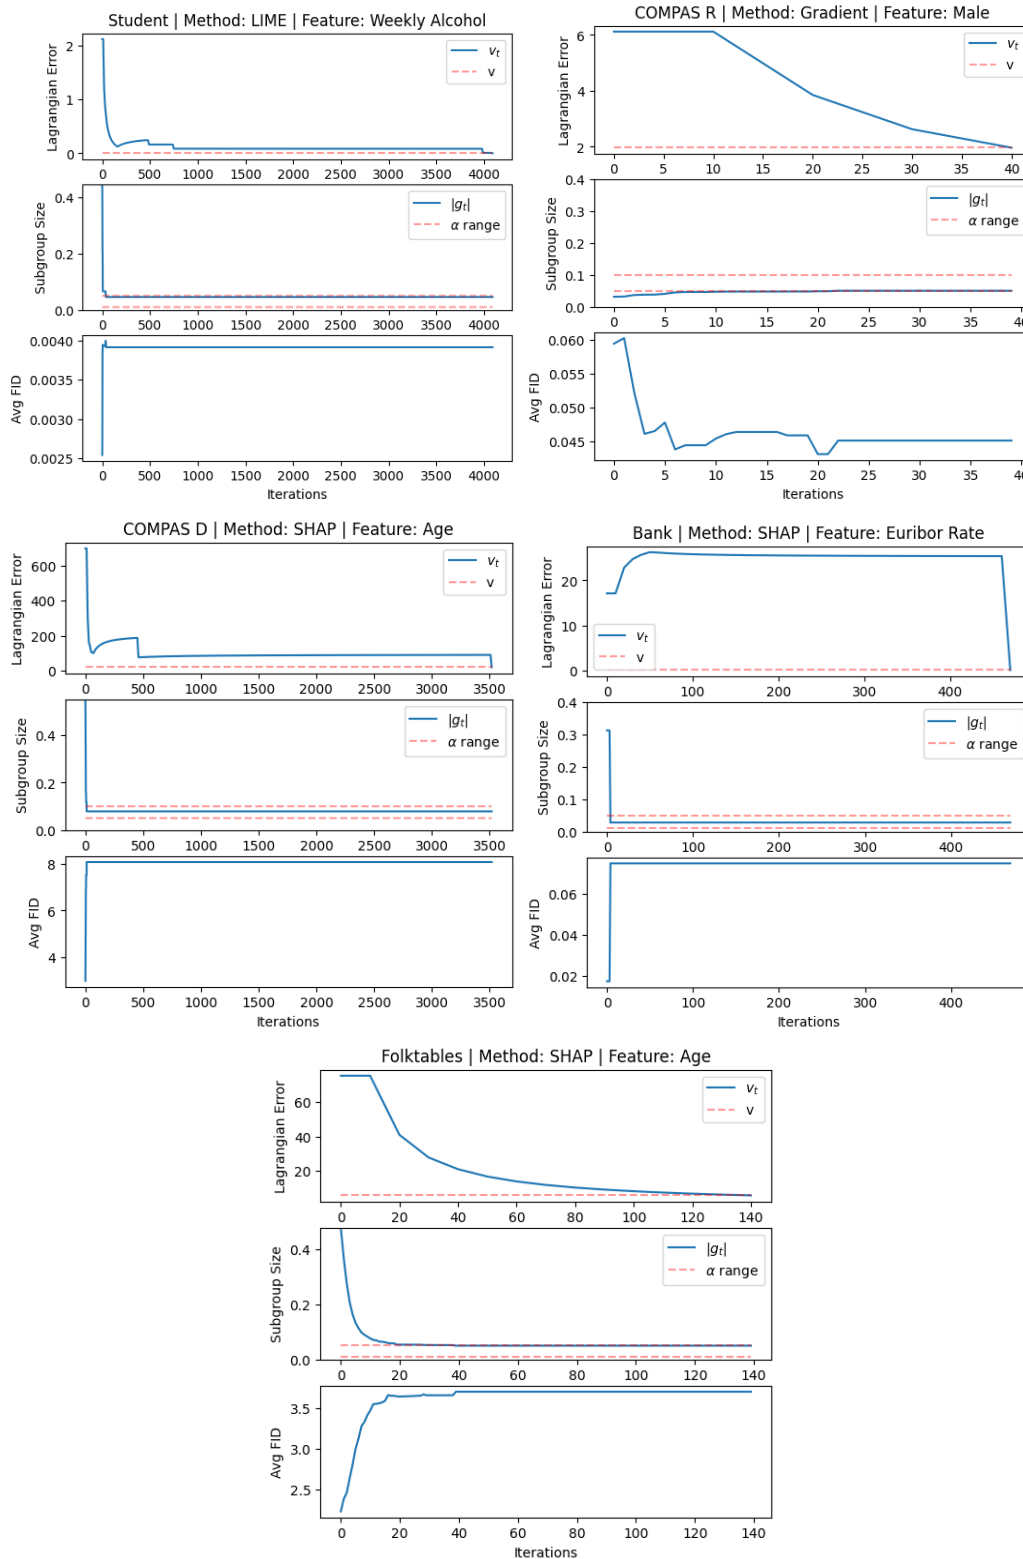 Student | Method: LIME | Feature: Weekly Alcohol
Lagrangian Error
2
1
0
v_t
v
0 500 1000 1500 2000 2500 3000 3500 4000
Subgroup Size
0.4
0.2
0.0
|g_t|
α range
0 500 1000 1500 2000 2500 3000 3500 4000
Avg FID
0.0040
0.0035
0.0030
0.0025
0 500 1000 1500 2000 2500 3000 3500 4000
Iterations
COMPAS R | Method: Gradient | Feature: Male
Lagrangian Error
6
4
2
v_t
v
0 5 10 15 20 25 30 35 40
Subgroup Size
0.4
0.3
0.2
0.1
0.0
|g_t|
α range
0 5 10 15 20 25 30 35 40
Avg FID
0.060
0.055
0.050
0.045
0 5 10 15 20 25 30 35 40
Iterations
COMPAS D | Method: SHAP | Feature: Age
Lagrangian Error
600
400
200
0
v_t
v
0 500 1000 1500 2000 2500 3000 3500
Subgroup Size
0.4
0.2
0.0
|g_t|
α range
0 500 1000 1500 2000 2500 3000 3500
Avg FID
8
6
4
0 500 1000 1500 2000 2500 3000 3500
Iterations
Bank | Method: SHAP | Feature: Euribor Rate
Lagrangian Error
20
10
0
v_t
v
0 100 200 300 400
Subgroup Size
0.4
0.3
0.2
0.1
0.0
|g_t|
α range
0 100 200 300 400
Avg FID
0.06
0.04
0.02
0 100 200 300 400
Iterations
Folktables | Method: SHAP | Feature: Age
Lagrangian Error
60
40
20
v_t
v
0 20 40 60 80 100 120 140
Subgroup Size
0.4
0.2
0.0
|g_t|
α range
0 20 40 60 80 100 120 140
Avg FID
3.5
3.0
2.5
0 20 40 60 80 100 120 140
Iterations